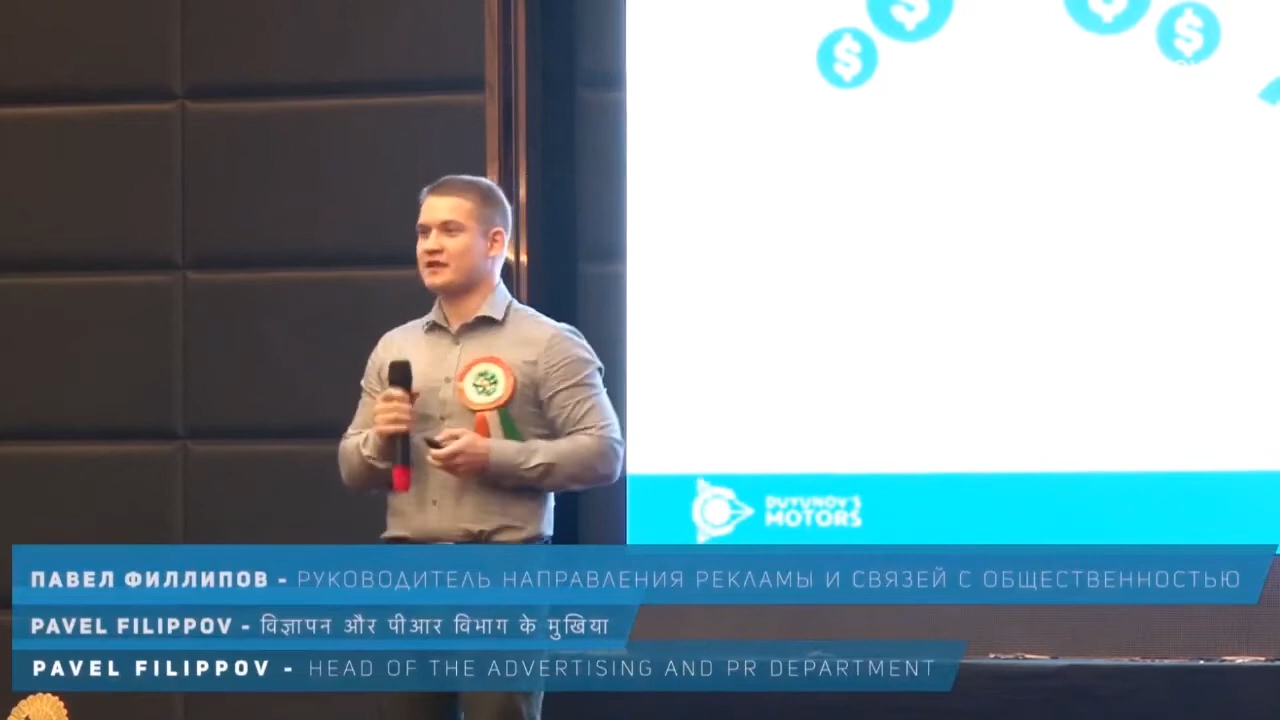 DUYUNOV'S
MOTORS
ПАВЕЛ ФИЛЛИПОВ - РУКОВОДИТЕЛЬ НАПРАВЛЕНИЯ РЕКЛАМЫ И СВЯЗЕЙ С ОБЩЕСТВЕННОСТЬЮ
PAVEL FILIPPOV - विज्ञापन और पीआर विभाग के मुखिया
PAVEL FILIPPOV - HEAD OF THE ADVERTISING AND PR DEPARTMENT